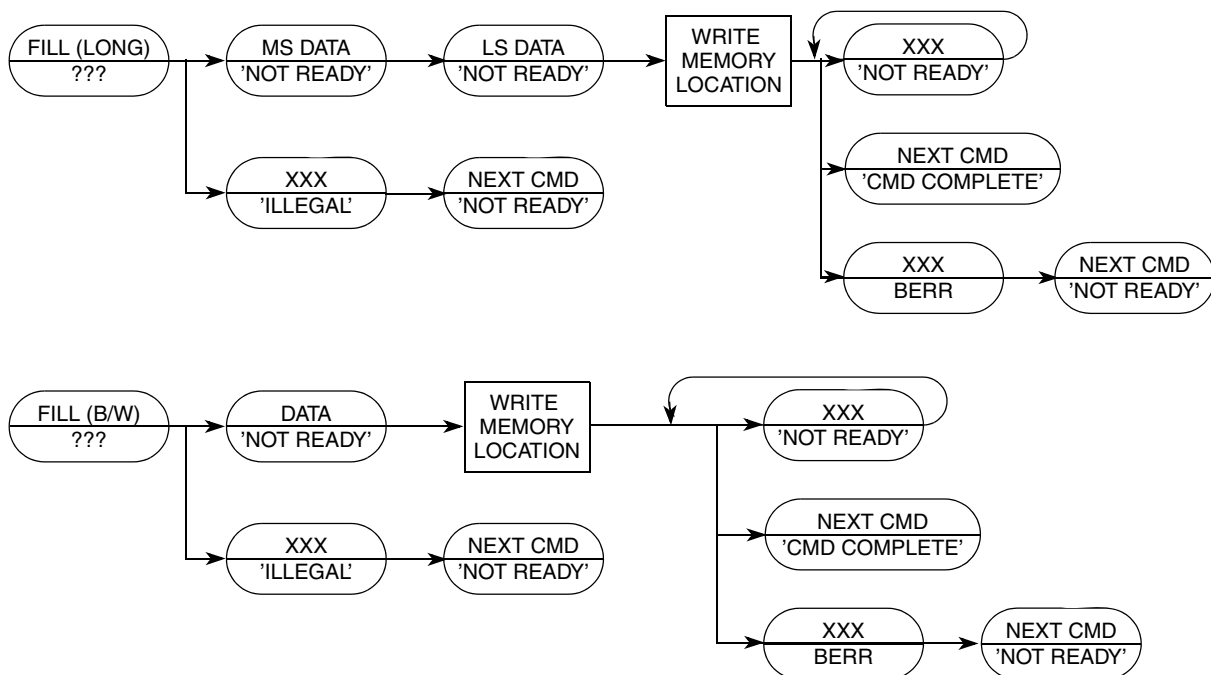 FILL (LONG)
???
MS DATA
'NOT READY'
LS DATA
'NOT READY'
WRITE
MEMORY
LOCATION
XXX
'NOT READY'
XXX
'ILLEGAL'
NEXT CMD
'NOT READY'
NEXT CMD
'CMD COMPLETE'
XXX
BERR
NEXT CMD
'NOT READY'
FILL (B/W)
???
DATA
'NOT READY'
WRITE
MEMORY
LOCATION
XXX
'NOT READY'
XXX
'ILLEGAL'
NEXT CMD
'NOT READY'
NEXT CMD
'CMD COMPLETE'
XXX
BERR
NEXT CMD
'NOT READY'